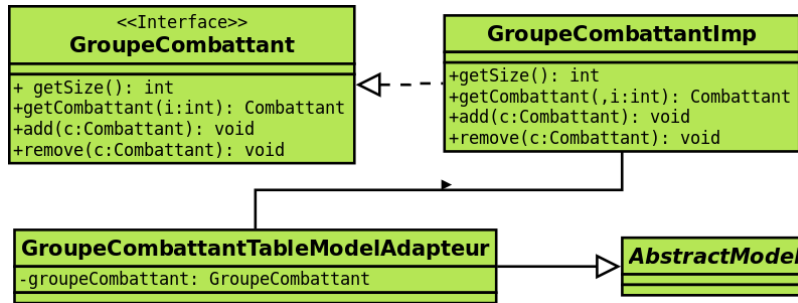 <<Interface>>
GroupeCombattant
+ getSize(): int
+getCombattant(i:int): Combattant
+add(c:Combattant): void
+remove(c:Combattant): void
GroupeCombattantImp
+getSize(): int
+getCombattant(,i:int): Combattant
+add(c:Combattant): void
+remove(c:Combattant): void
GroupeCombattantTableModelAdapteur
-groupeCombattant: GroupeCombattant
AbstractModel